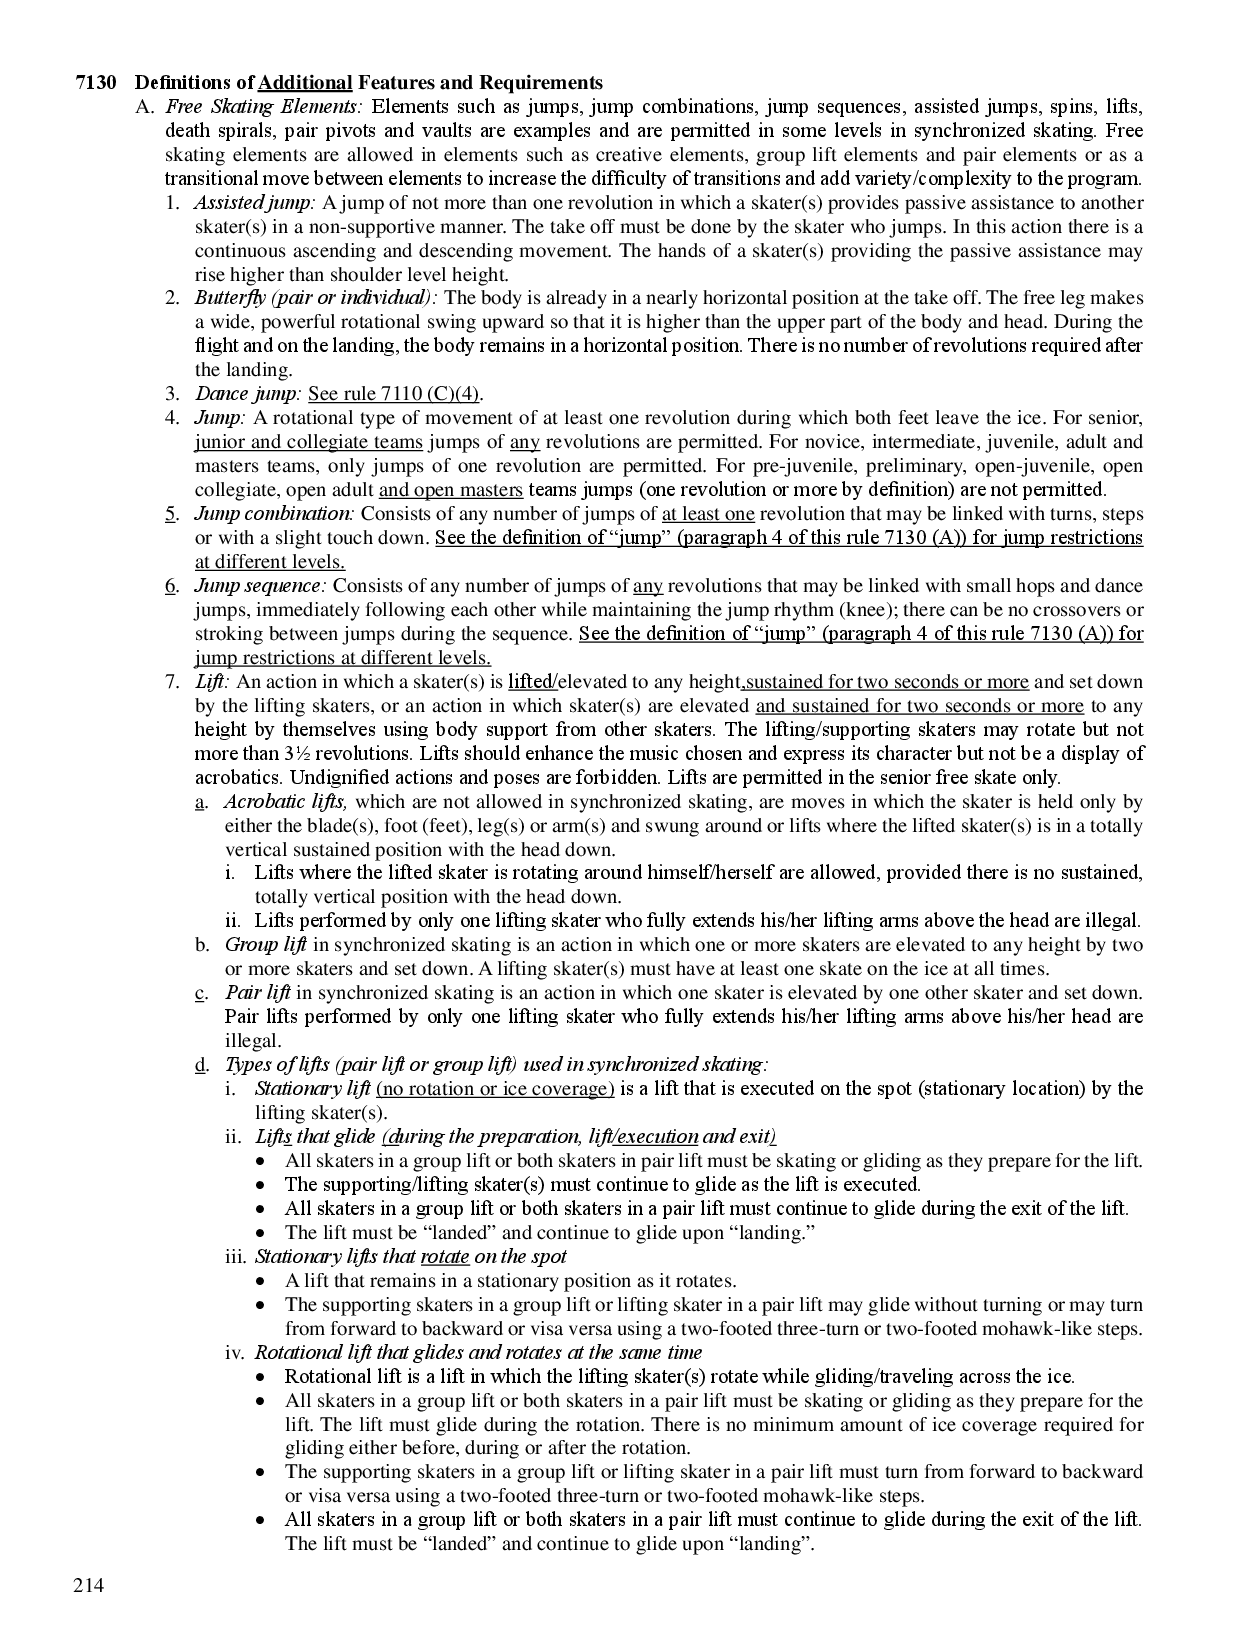 7130 Definitions of Additional Features and Requirements
A. Free Skating Elements: Elements such as jumps, jump combinations, jump sequences, assisted jumps, spins, lifts,
death spirals, pair pivots and vaults are examples and are permitted in some levels in synchronized skating. Free
skating elements are allowed in elements such as creative elements, group lift elements and pair elements or as a
transitional move between elements to increase the difficulty of transitions and add variety/complexity to the program.
1. Assisted jump: A jump of not more than one revolution in which a skater(s) provides passive assistance to another
skater(s) in a non-supportive manner. The take off must be done by the skater who jumps. In this action there is a
continuous ascending and descending movement. The hands of a skater(s) providing the passive assistance may
rise higher than shoulder level height.
2. Butterfly (pair or individual): The body is already in a nearly horizontal position at the take off. The free leg makes
a wide, powerful rotational swing upward so that it is higher than the upper part of the body and head. During the
flight and on the landing, the body remains in a horizontal position. There is no number of revolutions required after
the landing.
3. Dance jump: See rule 7110 (C)(4).
4. Jump: A rotational type of movement of at least one revolution during which both feet leave the ice. For senior,
junior and collegiate teams jumps of any revolutions are permitted. For novice, intermediate, juvenile, adult and
masters teams, only jumps of one revolution are permitted. For pre-juvenile, preliminary, open-juvenile, open
collegiate, open adult and open masters teams jumps (one revolution or more by definition) are not permitted.
5. Jump combination: Consists of any number of jumps of at least one revolution that may be linked with turns, steps
or with a slight touch down. See the definition of “jump” (paragraph 4 of this rule 7130 (A)) for jump restrictions
at different levels.
6. Jump sequence: Consists of any number of jumps of any revolutions that may be linked with small hops and dance
jumps, immediately following each other while maintaining the jump rhythm (knee); there can be no crossovers or
stroking between jumps during the sequence. See the definition of “jump” (paragraph 4 of this rule 7130 (A)) for
jump restrictions at different levels.
7. Lift: An action in which a skater(s) is lifted/elevated to any height,sustained for two seconds or more and set down
by the lifting skaters, or an action in which skater(s) are elevated and sustained for two seconds or more to any
height by themselves using body support from other skaters. The lifting/supporting skaters may rotate but not
more than 3½ revolutions. Lifts should enhance the music chosen and express its character but not be a display of
acrobatics. Undignified actions and poses are forbidden. Lifts are permitted in the senior free skate only.
a. Acrobatic lifts, which are not allowed in synchronized skating, are moves in which the skater is held only by
either the blade(s), foot (feet), leg(s) or arm(s) and swung around or lifts where the lifted skater(s) is in a totally
vertical sustained position with the head down.
i. Lifts where the lifted skater is rotating around himself/herself are allowed, provided there is no sustained,
totally vertical position with the head down.
ii. Lifts performed by only one lifting skater who fully extends his/her lifting arms above the head are illegal.
b. Group lift in synchronized skating is an action in which one or more skaters are elevated to any height by two
or more skaters and set down. A lifting skater(s) must have at least one skate on the ice at all times.
c. Pair lift in synchronized skating is an action in which one skater is elevated by one other skater and set down.
Pair lifts performed by only one lifting skater who fully extends his/her lifting arms above his/her head are
illegal.
d. Types of lifts (pair lift or group lift) used in synchronized skating:
i. Stationary lift (no rotation or ice coverage) is a lift that is executed on the spot (stationary location) by the
lifting skater(s).
ii. Lifts that glide (during the preparation, lift/execution and exit)
• All skaters in a group lift or both skaters in pair lift must be skating or gliding as they prepare for the lift.
• The supporting/lifting skater(s) must continue to glide as the lift is executed.
• All skaters in a group lift or both skaters in a pair lift must continue to glide during the exit of the lift.
• The lift must be “landed” and continue to glide upon “landing.”
iii. Stationary lifts that rotate on the spot
• A lift that remains in a stationary position as it rotates.
• The supporting skaters in a group lift or lifting skater in a pair lift may glide without turning or may turn
from forward to backward or visa versa using a two-footed three-turn or two-footed mohawk-like steps.
iv. Rotational lift that glides and rotates at the same time
• Rotational lift is a lift in which the lifting skater(s) rotate while gliding/traveling across the ice.
• All skaters in a group lift or both skaters in a pair lift must be skating or gliding as they prepare for the
lift. The lift must glide during the rotation. There is no minimum amount of ice coverage required for
gliding either before, during or after the rotation.
• The supporting skaters in a group lift or lifting skater in a pair lift must turn from forward to backward
or visa versa using a two-footed three-turn or two-footed mohawk-like steps.
• All skaters in a group lift or both skaters in a pair lift must continue to glide during the exit of the lift.
The lift must be “landed” and continue to glide upon “landing”.
214